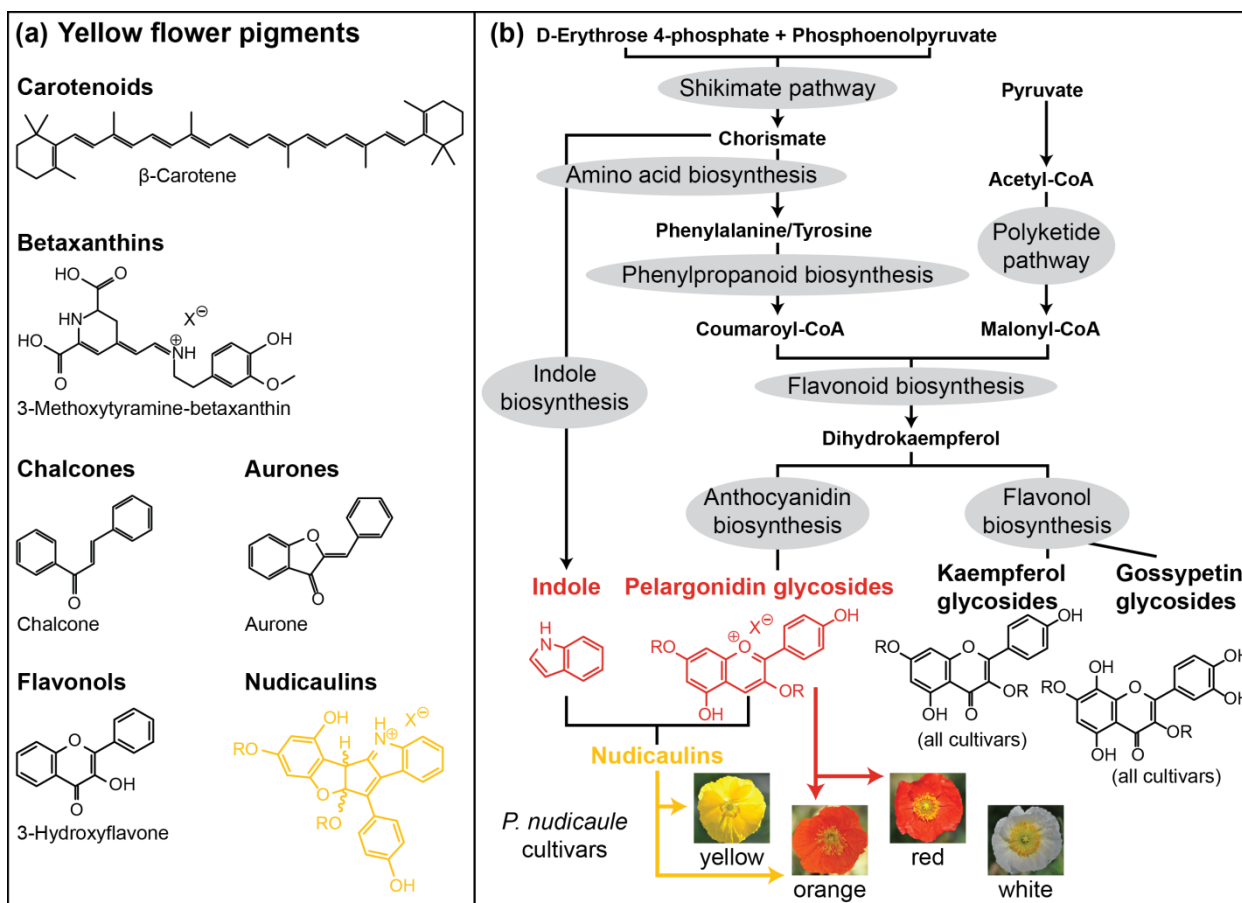 (a) Yellow flower pigments
Carotenoids
β-Carotene
Betaxanthins
HO
O
HN
X⊖
HO
O
⊕
NH
OH
O
3-Methoxytyramine-betaxanthin
Chalcones
O
Chalcone
Aurones
O
O
Aurone
Flavonols
O
OH
O
3-Hydroxyflavone
Nudicaulins
OH
X⊖
RO
H
H
N⊕
O
RO
OH
(b)
D-Erythrose 4-phosphate + Phosphoenolpyruvate
Shikimate pathway
Chorismate
Amino acid biosynthesis
Phenylalanine/Tyrosine
Phenylpropanoid biosynthesis
Coumaroyl-CoA
Pyruvate
Acetyl-CoA
Polyketide
pathway
Malonyl-CoA
Indole
biosynthesis
Flavonoid biosynthesis
Dihydrokaempferol
Anthocyanidin
biosynthesis
Flavonol
biosynthesis
Indole
H
N
Pelargonidin glycosides
OH
⊕ X⊖
RO
O
OR
OH
Kaempferol
glycosides
OH
RO
O
OR
OH O
(all cultivars)
Gossypetin
glycosides
OH
OH
RO
O
OH
OR
OH O
(all cultivars)
Nudicaulins
P. nudicaule
cultivars
yellow
orange
red
white